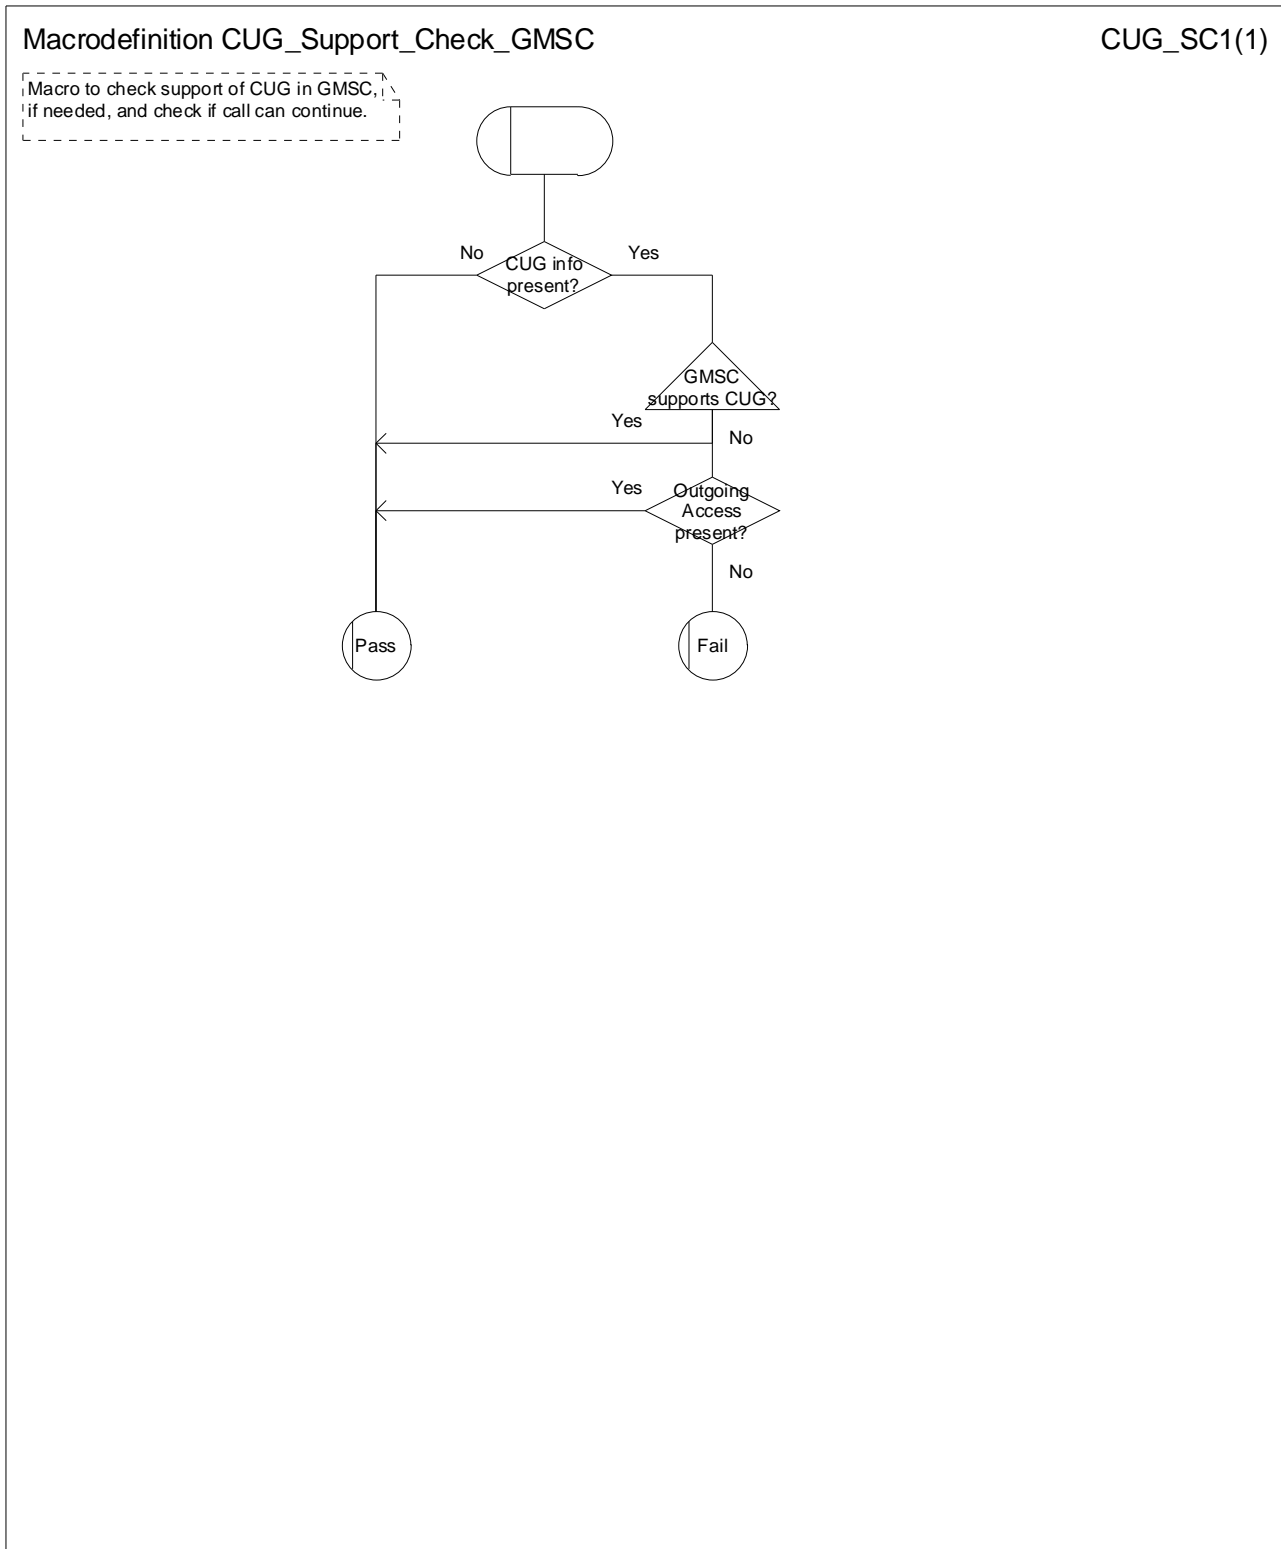 Macrodefinition CUG_Support_Check_GMSC
CUG_SC1(1)
Macro to check support of CUG in GMSC,
if needed, and check if call can continue.
No
Yes
CUG info
present?
GMSC
supports CUG?
Yes
No
Yes
Outgoing
Access
present?
No
Pass
Fail